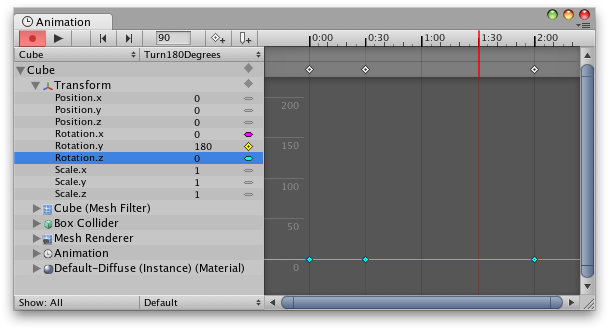 Animation
90 0:00 0:30 1:00 1:30 2:00
Cube Turn180Degrees
Cube
Transform
Position.x 0
Position.y 0
Position.z 0
Rotation.x 0
Rotation.y 180
Rotation.z 0
Scale.x 1
Scale.y 1
Scale.z 1
Cube (Mesh Filter)
Box Collider
Mesh Renderer
Animation
Default-Diffuse (Instance) (Material)
200
150
100
50
0
Show: All Default